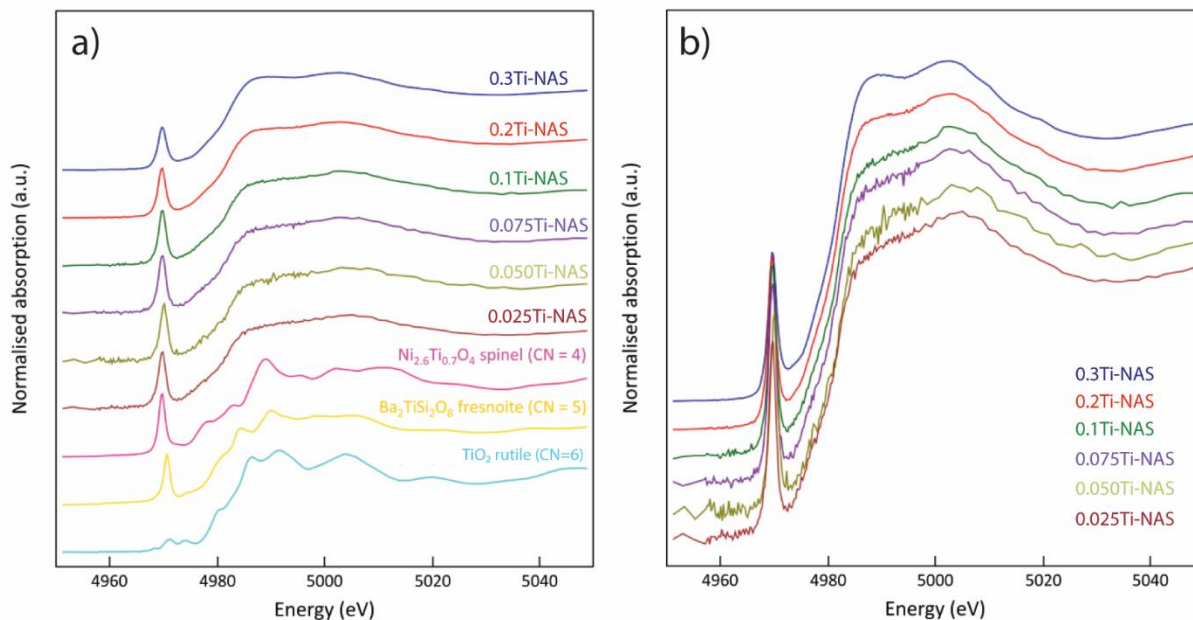 a)
0.3Ti-NAS
0.2Ti-NAS
0.1Ti-NAS
0.075Ti-NAS
0.050Ti-NAS
0.025Ti-NAS
Ni2.6Ti0.7O4 spinel (CN = 4)
Ba2TiSi2O8 fresnoite (CN = 5)
TiO2 rutile (CN=6)
Normalised absorption (a.u.)
4960 4980 5000 5020 5040
Energy (eV)
b)
0.3Ti-NAS
0.2Ti-NAS
0.1Ti-NAS
0.075Ti-NAS
0.050Ti-NAS
0.025Ti-NAS
Normalised absorption (a.u.)
4960 4980 5000 5020 5040
Energy (eV)